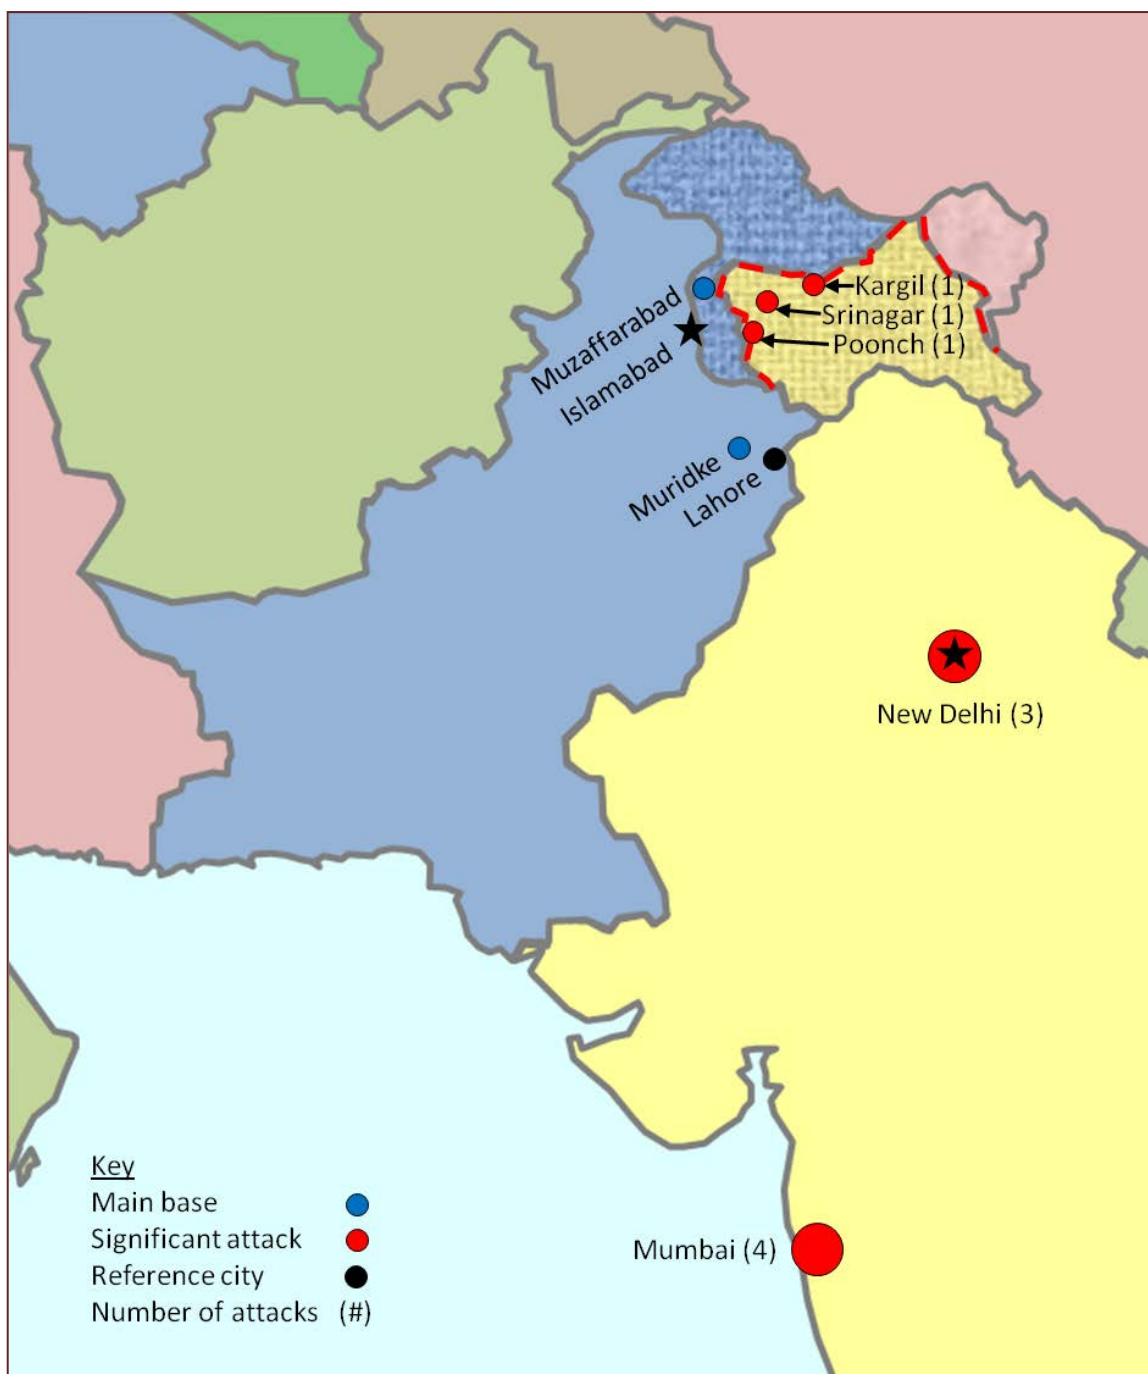 Kargil (1)
Srinagar (1)
Poonch (1)
Muzaffarabad
Islamabad
Muridke
Lahore
New Delhi (3)
Mumbai (4)
Key
Main base
Significant attack
Reference city
Number of attacks (#)